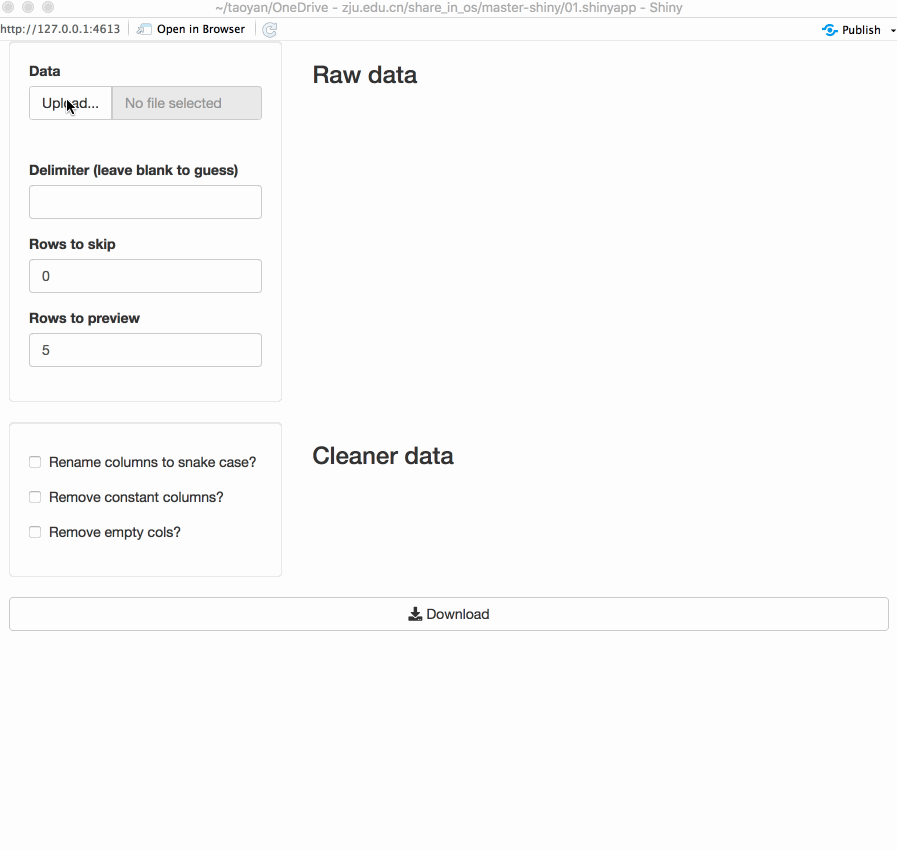 ~/taoyan/OneDrive - zju.edu.cn/share_in_os/master-shiny/01.shinyapp - Shiny
http://127.0.0.1:4613 Open in Browser Publish
Data
Raw data
Upload... No file selected
Delimiter (leave blank to guess)
Rows to skip
0
Rows to preview
5
Cleaner data
Rename columns to snake case?
Remove constant columns?
Remove empty cols?
Download